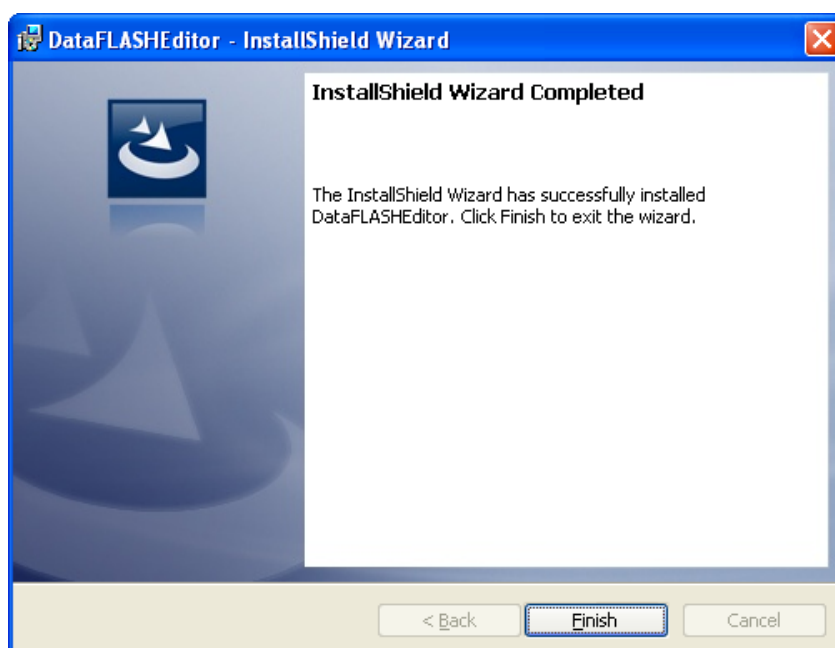 DataFLASHEditor - InstallShield Wizard
InstallShield Wizard Completed
The InstallShield Wizard has successfully installed
DataFLASHEditor. Click Finish to exit the wizard.
< Back
Finish
Cancel